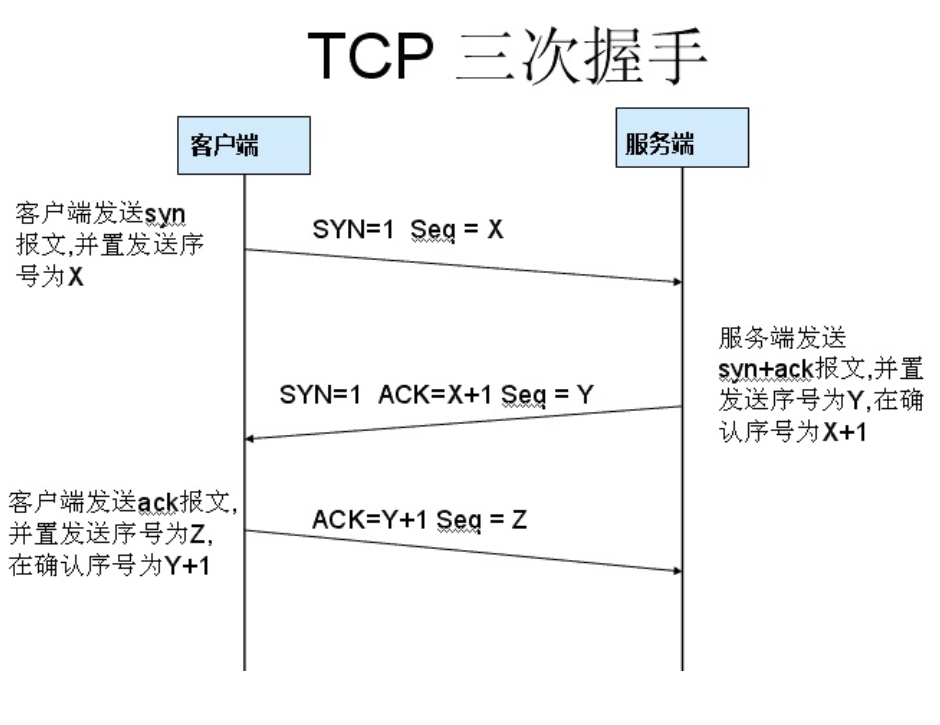 TCP 三次握手
客户端
服务端
客户端发送syn
报文,并置发送序
号为X
SYN=1 Seq = X
服务端发送
syn+ack报文,并置
发送序号为Y,在确
认序号为X+1
SYN=1 ACK=X+1 Seq = Y
客户端发送ack报文,
并置发送序号为Z,
在确认序号为Y+1
ACK=Y+1 Seq = Z